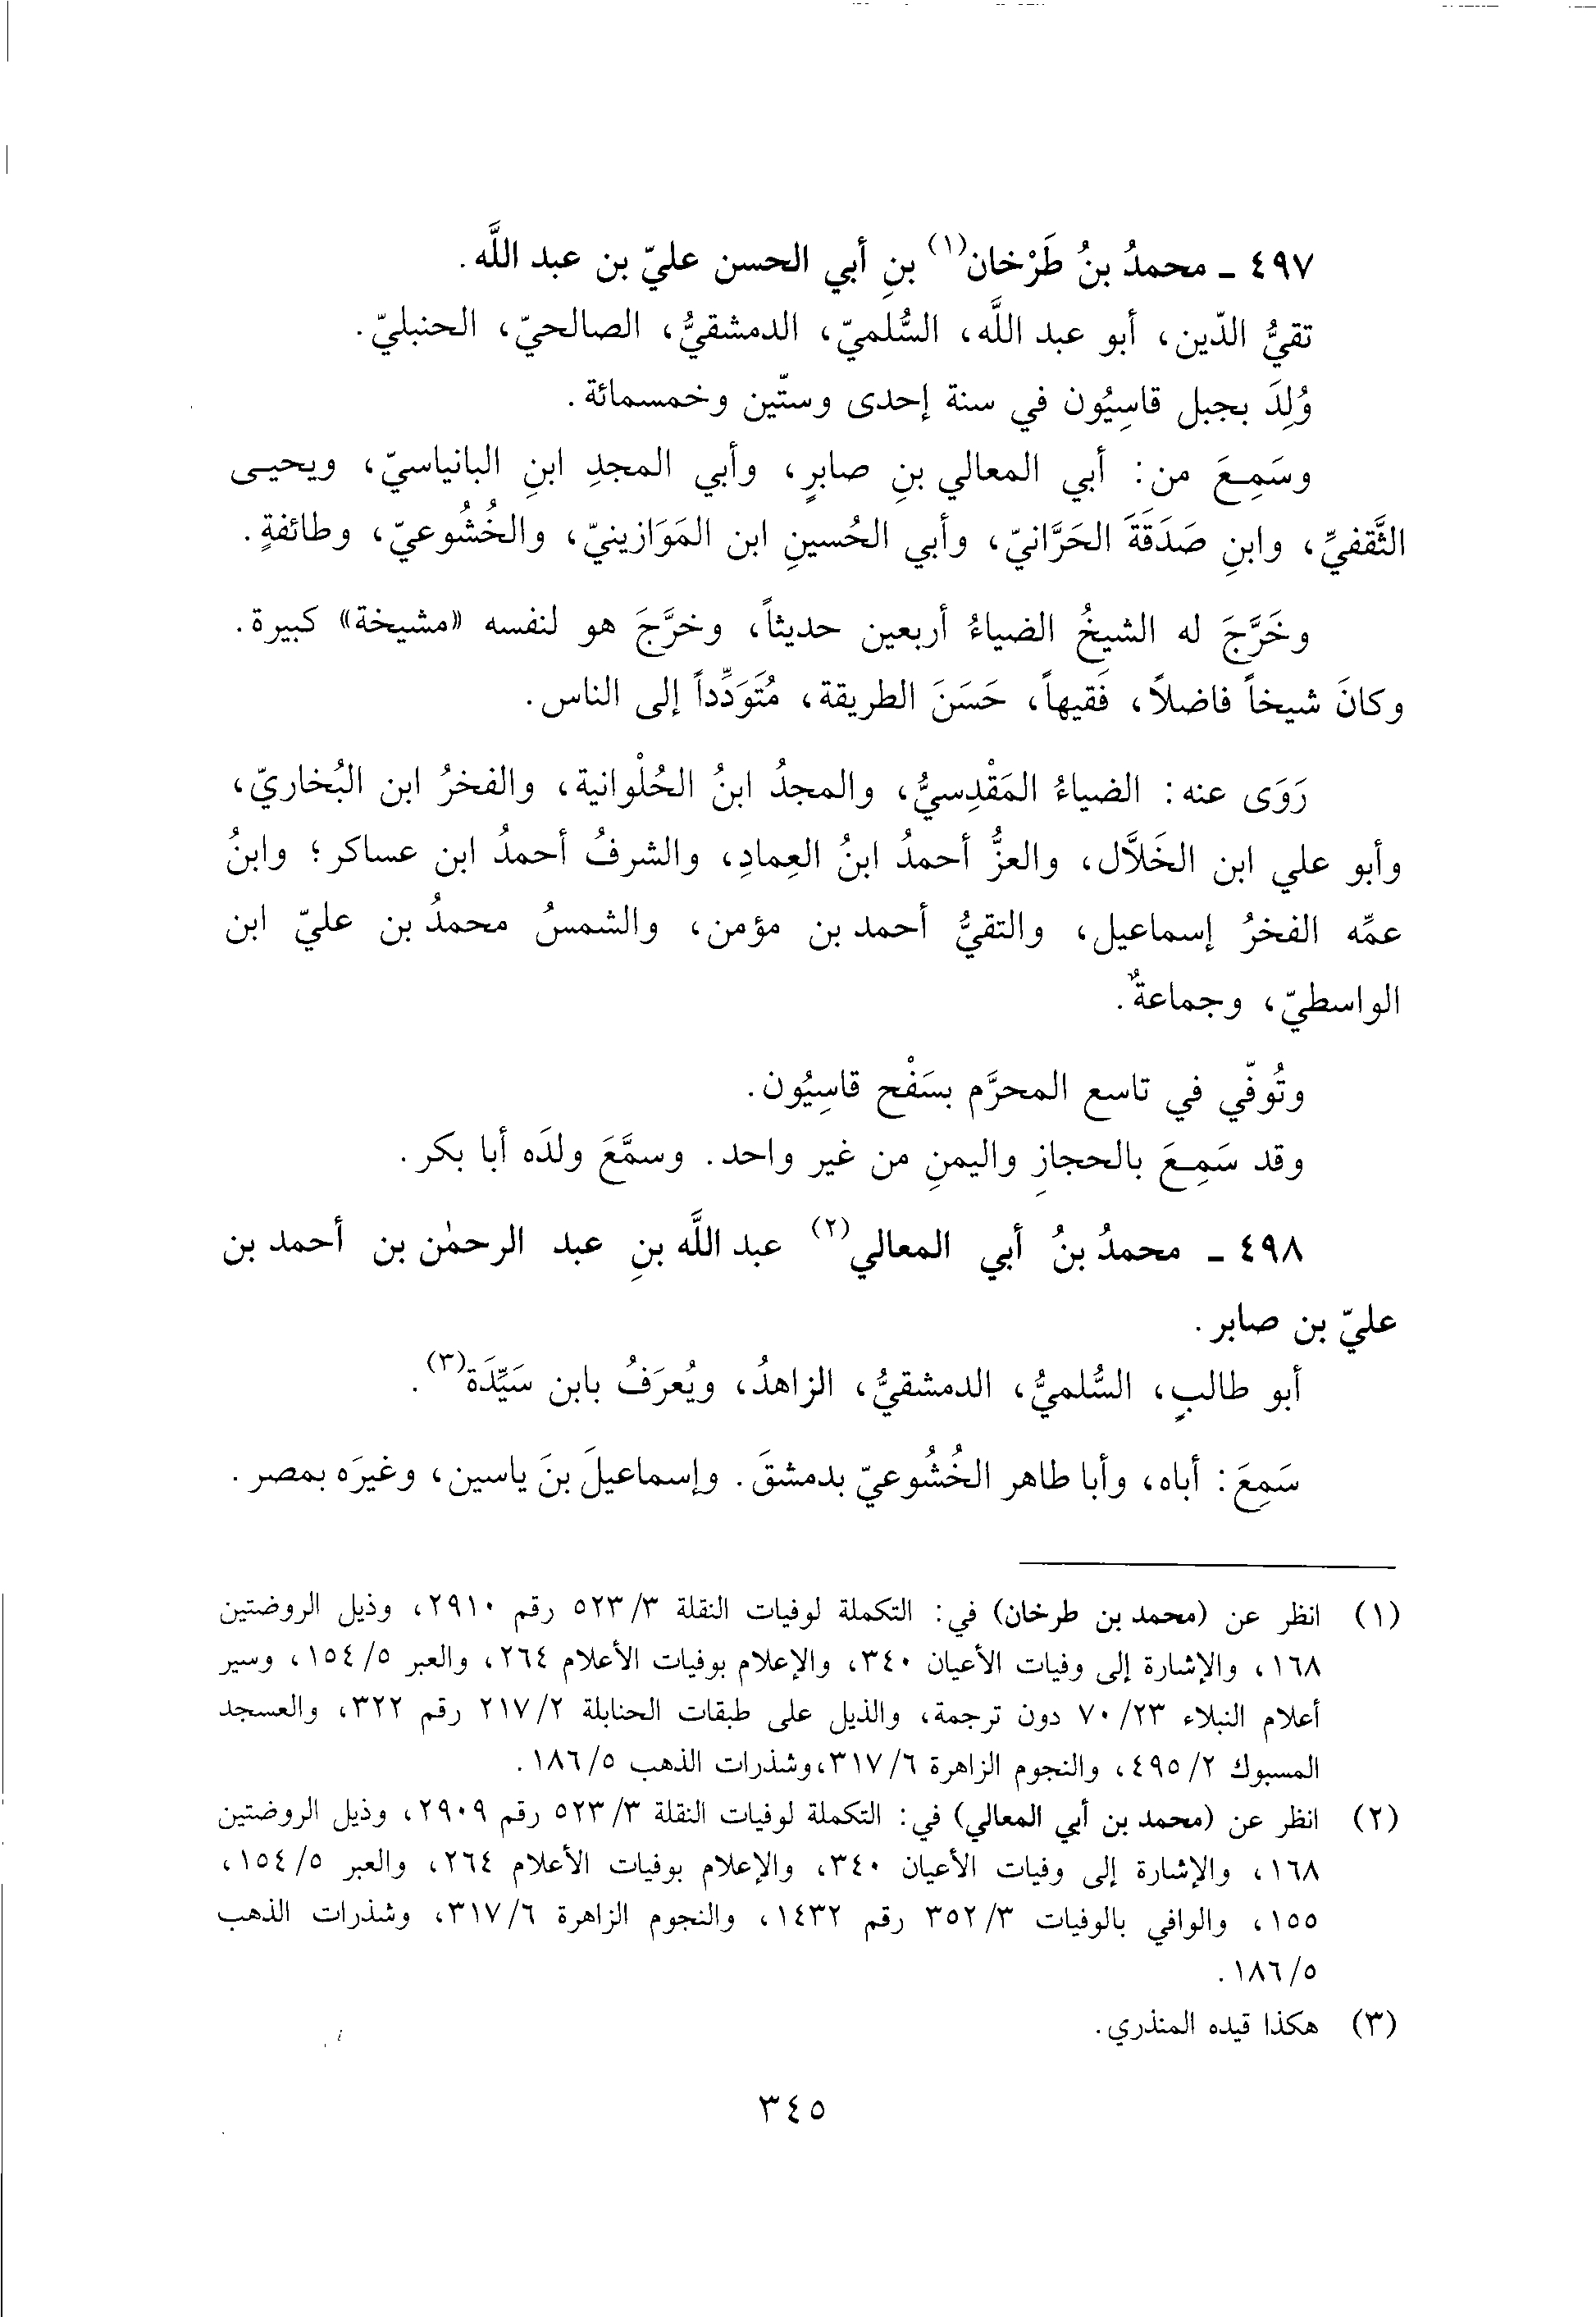 ٤٩٧ ـ محمدُ بنُ طَرْخان(١) بنِ أبي الحسن عليّ بن عبد اللَّه.
تقيُّ الدّين، أبو عبد اللَّه، السُّلَميّ، الدمشقيُّ، الصالحيّ، الحنبليّ.
وُلِدَ بجبل قاسِيُون في سنة إحدى وستّين وخمسمائة.
وسَمِعَ من: أبي المعالي بنِ صابرٍ، وأبي المجدِ ابنِ البانياسيّ، ويحيى
الثَّقفيِّ، وابنِ صَدَقَةَ الحَرَّانيّ، وأبي الحُسينِ ابن المَوَازينيّ، والخُشُوعيّ، وطائفةٍ.
وخَرَّجَ له الشيخُ الضياءُ أربعين حديثاً، وخرَّجَ هو لنفسه «مشيخة» كبيرة.
وكانَ شيخاً فاضلاً، فَقيهاً، حَسَنَ الطريقة، مُتَوَدِّداً إلى الناس.
رَوَى عنه: الضياءُ المَقْدِسيُّ، والمجدُ ابنُ الحُلْوانية، والفخرُ ابن البُخاريّ،
وأبو علي ابن الخَلاَّل، والعزُّ أحمدُ ابنُ العِمادِ، والشرفُ أحمدُ ابن عساكر؛ وابنُ
عمِّه الفخرُ إسماعيل، والتقيُّ أحمد بن مؤمن، والشمسُ محمدُ بن عليّ ابن
الواسطيّ، وجماعةٌ.
وتُوفّي في تاسع المحرَّم بسَفْح قاسِيُون.
وقد سَمِعَ بالحجازِ واليمنِ من غير واحد. وسمَّعَ ولدَه أبا بكر.
٤٩٨ ـ محمدُ بنُ أبي المعالي(٢) عبد اللَّه بنِ عبد الرحمٰن بن أحمد بن
عليّ بن صابر.
أبو طالبٍ، السُّلميُّ، الدمشقيُّ، الزاهدُ، ويُعرَفُ بابن سَيِّدَة(٣).
سَمِعَ: أباه، وأبا طاهر الخُشُوعيّ بدمشقَ. وإسماعيلَ بنَ ياسين، وغيرَه بمصر.
(١) انظر عن (محمد بن طرخان) في: التكملة لوفيات النقلة ٣/ ٥٢٣ رقم ٢٩١٠، وذيل الروضتين
١٦٨، والإشارة إلى وفيات الأعيان ٣٤٠، والإعلام بوفيات الأعلام ٢٦٤، والعبر ٥/ ١٥٤، وسير
أعلام النبلاء ٢٣/ ٧٠ دون ترجمة، والذيل على طبقات الحنابلة ٢/ ٢١٧ رقم ٣٢٢، والعسجد
المسبوك ٢/ ٤٩٥، والنجوم الزاهرة ٦/ ٣١٧، وشذرات الذهب ٥/ ١٨٦.
(٢) انظر عن (محمد بن أبي المعالي) في: التكملة لوفيات النقلة ٣/ ٥٢٣ رقم ٢٩٠٩، وذيل الروضتين
١٦٨، والإشارة إلى وفيات الأعيان ٣٤٠، والإعلام بوفيات الأعلام ٢٦٤، والعبر ٥/ ١٥٤،
١٥٥، والوافي بالوفيات ٣/ ٣٥٢ رقم ١٤٣٢، والنجوم الزاهرة ٦/ ٣١٧، وشذرات الذهب
٥/ ١٨٦.
(٣) هكذا قيده المنذري.
٣٤٥